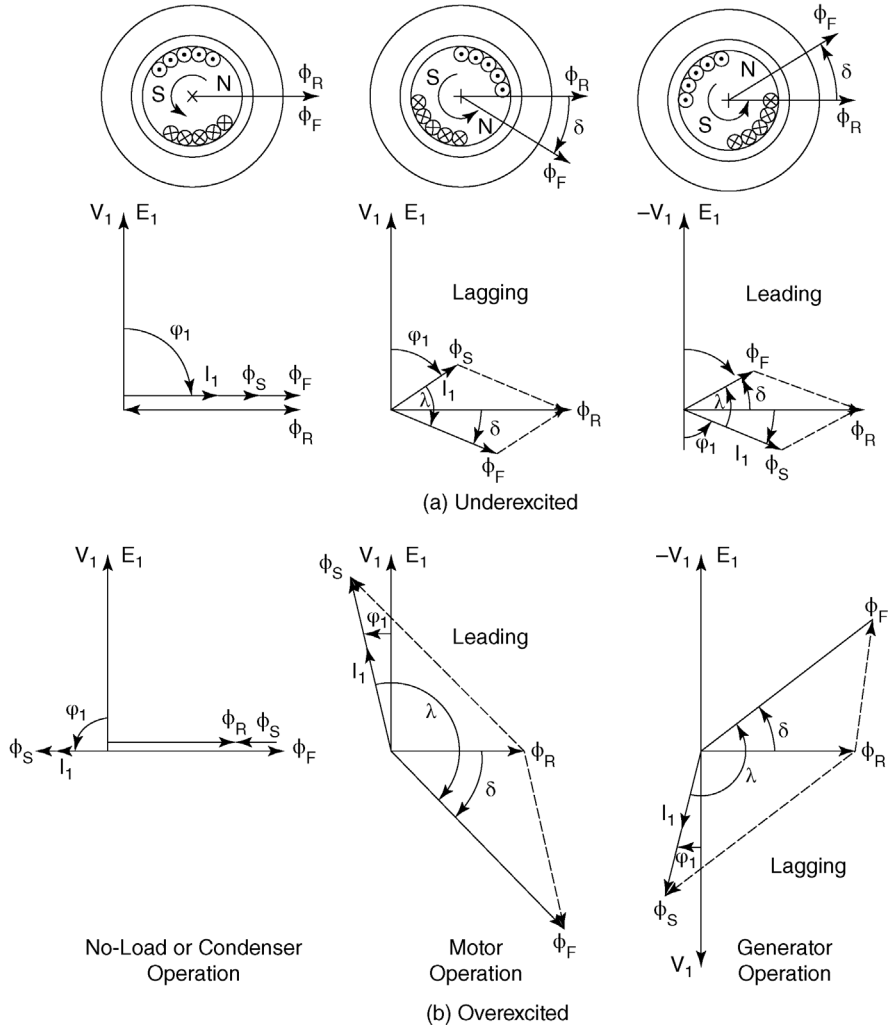 S N ϕR
ϕF
N ϕR
S δ
ϕF
ϕF
N δ
S ϕR
V1 E1
φ1
I1 ϕS ϕF
ϕR
V1 E1
Lagging
φ1 ϕS
I1
λ δ ϕR
ϕF
–V1 E1
Leading
ϕF
λ δ
φ1 I1 ϕS ϕR
(a) Underexcited
V1 E1
φ1 ϕR ϕS
ϕS I1 ϕF
ϕS V1 E1
φ1 Leading
I1
λ
ϕR
δ
ϕF
–V1 E1
ϕF
δ
ϕR
λ
I1
φ1
Lagging
ϕS
V1
No-Load or Condenser
Operation
Motor
Operation
Generator
Operation
(b) Overexcited